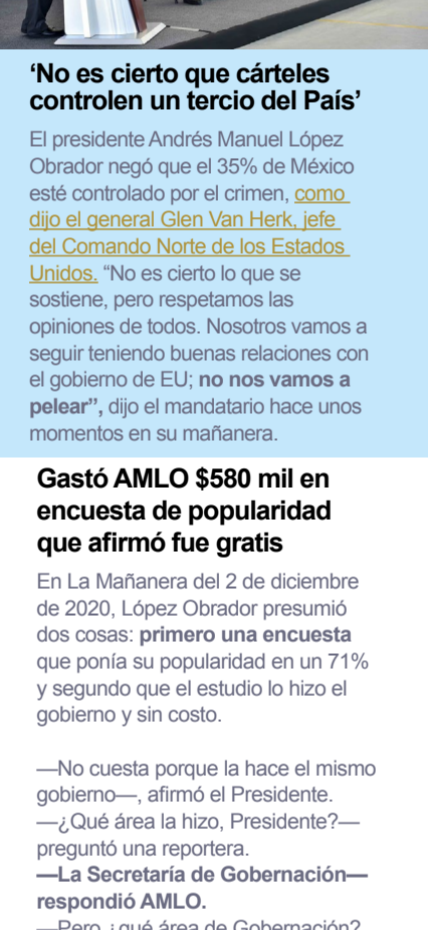 ‘No es cierto que cárteles
controlen un tercio del País’
El presidente Andrés Manuel López
Obrador negó que el 35% de México
esté controlado por el crimen, como
dijo el general Glen Van Herk, jefe
del Comando Norte de los Estados
Unidos. “No es cierto lo que se
sostiene, pero respetamos las
opiniones de todos. Nosotros vamos a
seguir teniendo buenas relaciones con
el gobierno de EU; no nos vamos a
pelear”, dijo el mandatario hace unos
momentos en su mañanera.
Gastó AMLO $580 mil en
encuesta de popularidad
que afirmó fue gratis
En La Mañanera del 2 de diciembre
de 2020, López Obrador presumió
dos cosas: primero una encuesta
que ponía su popularidad en un 71%
y segundo que el estudio lo hizo el
gobierno y sin costo.
—No cuesta porque la hace el mismo
gobierno—, afirmó el Presidente.
—¿Qué área la hizo, Presidente?—
preguntó una reportera.
—La Secretaría de Gobernación—
respondió AMLO.
—Pero ¿qué área de Gobernación?